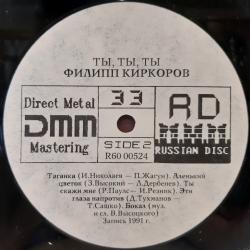 ТЫ, ТЫ, ТЫ
ФИЛИПП КИРКОРОВ
Direct Metal
DMM
Mastering
33
SIDE 2
R60 00524
RD
RUSSIAN DISC
Таганка (И.Николаев — П.Жагун). Аленький
цветок (З.Высокий — Л.Дербенев). Ты
скажи мне (Р.Паулс— И.Резник). Эти
глаза напротив (Д.Тухманов —
Т.Сашко). Бокал (муз.
и сл. В.Высоцкого)
Запись 1991 г.